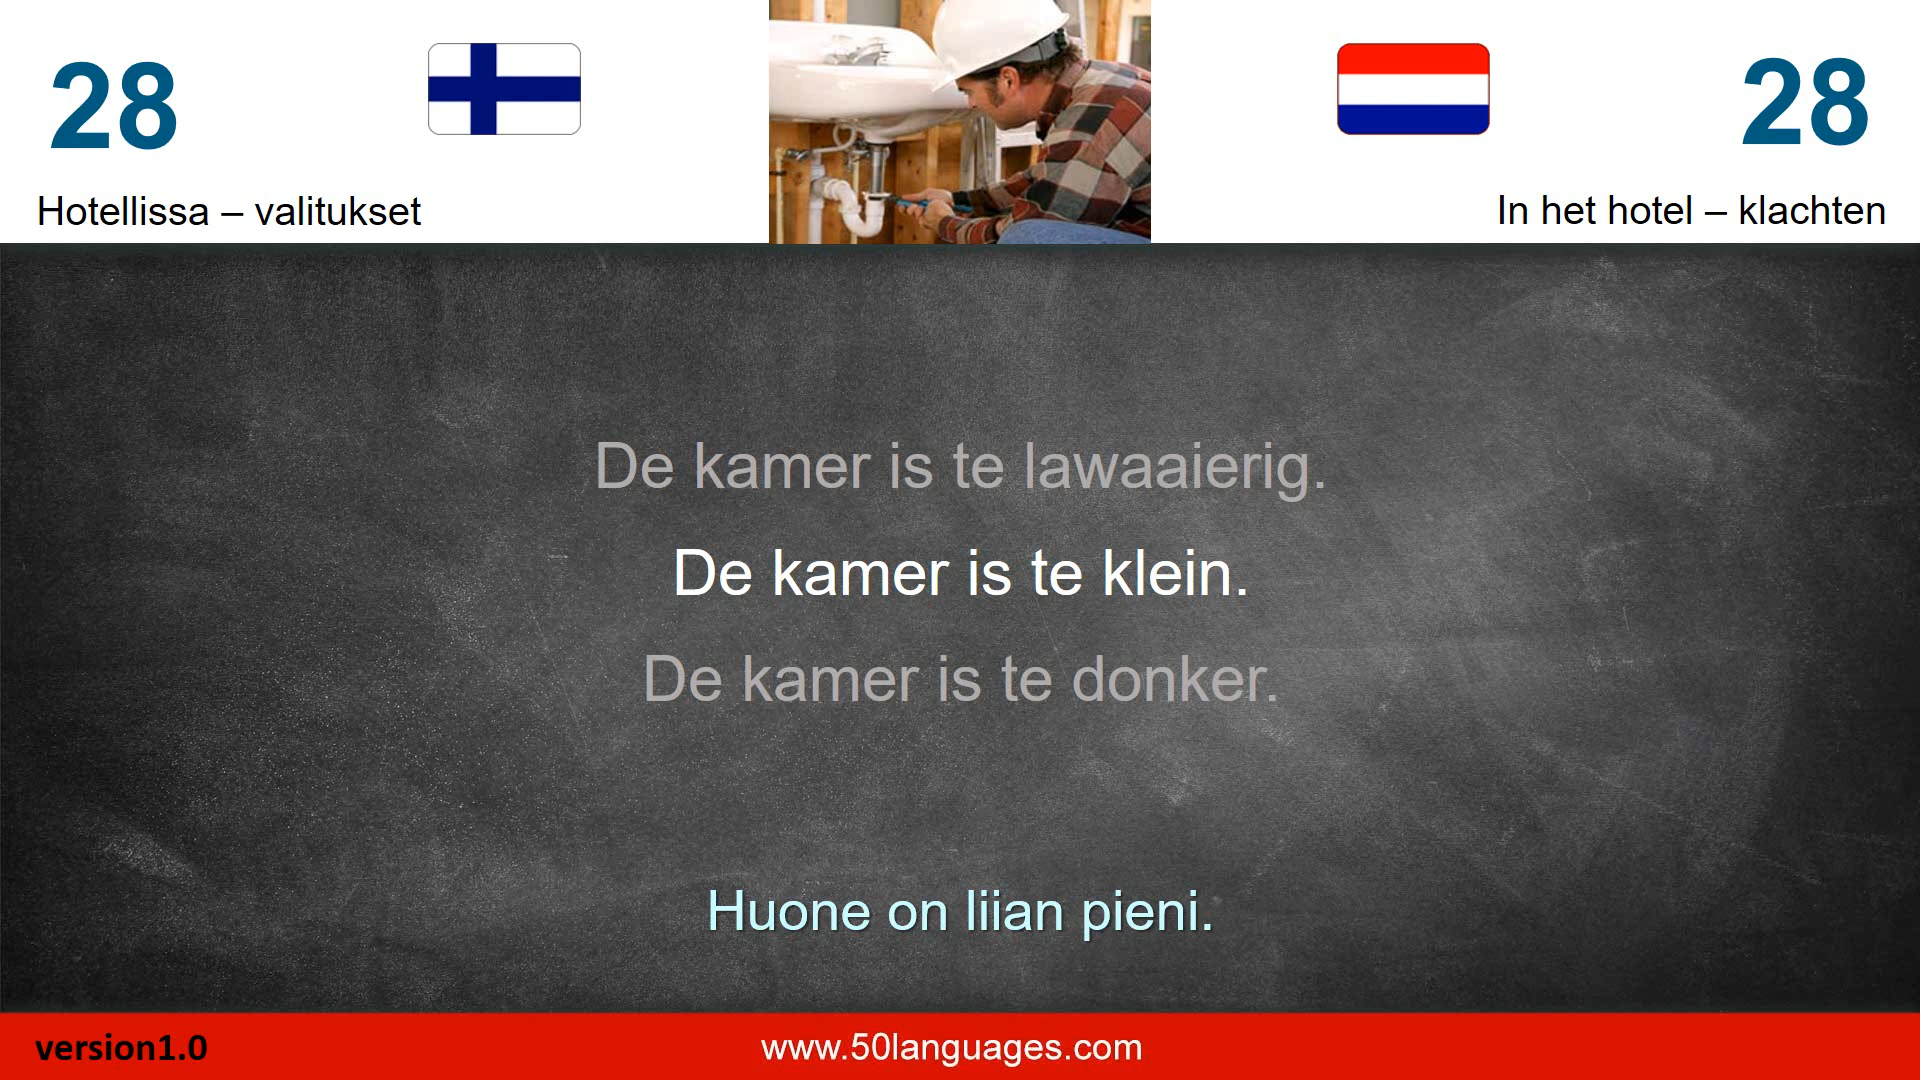 28
28
Hotellissa – valitukset
In het hotel – klachten
De kamer is te lawaaierig.
De kamer is te klein.
De kamer is te donker.
Huone on liian pieni.
version1.0
www.50languages.com